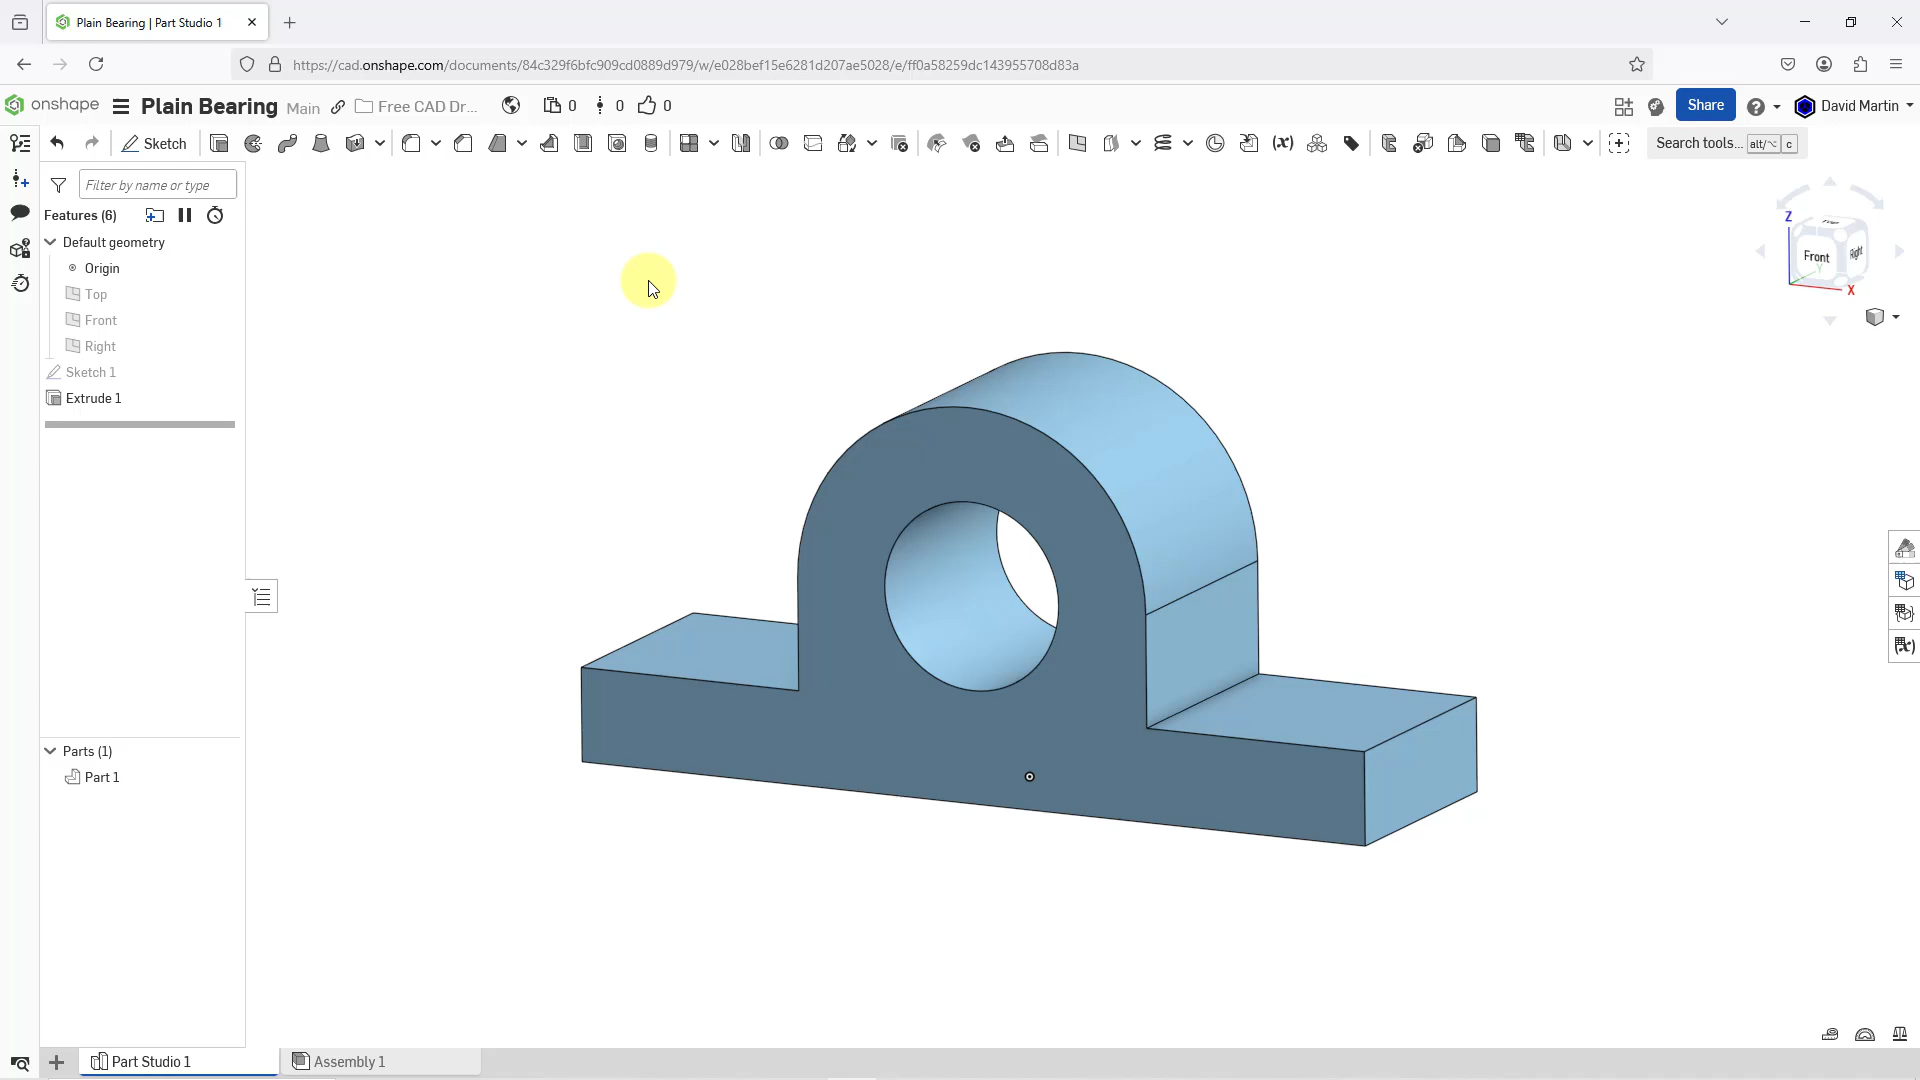 Plain Bearing | Part Studio 1
https://cad.onshape.com/documents/84c329f6bfc909cd0889d979/w/e028bef15e6281d207ae5028/e/ff0a58259dc143955708d83a
onshape Plain Bearing Main Free CAD Dr... 0 0 0 Share David Martin
Sketch Search tools... alt/⌥ c
Filter by name or type
Features (6)
Default geometry
Origin
Top
Front
Right
Sketch 1
Extrude 1
Parts (1)
Part 1
Top
Z
Front
Right
Y
X
Part Studio 1
Assembly 1